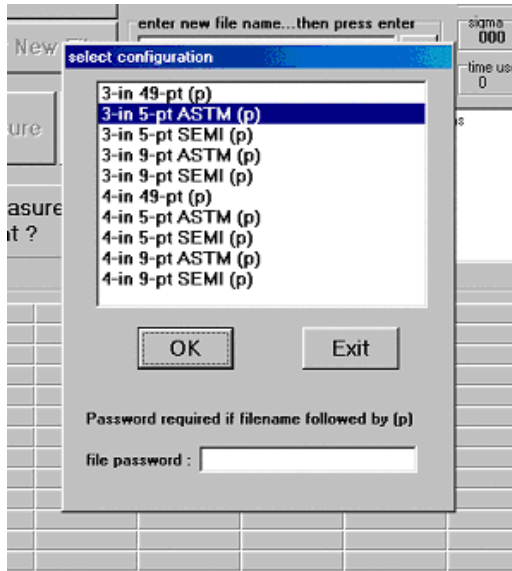 enter new file name...then press enter
sigma
000
New File
select configuration
time us
0
3-in 49-pt (p)
3-in 5-pt ASTM (p)
3-in 5-pt SEMI (p)
3-in 9-pt ASTM (p)
3-in 9-pt SEMI (p)
4-in 49-pt (p)
4-in 5-pt ASTM (p)
4-in 5-pt SEMI (p)
4-in 9-pt ASTM (p)
4-in 9-pt SEMI (p)
ure
s
asure
t ?
OK
Exit
Password required if filename followed by (p)
file password :